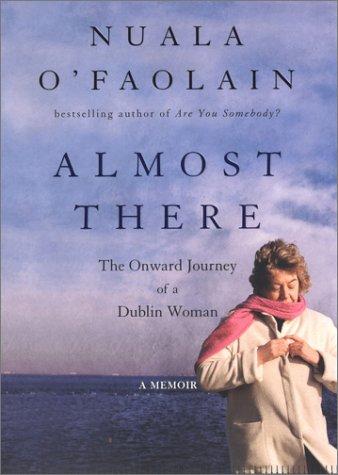 NUALA
O'FAOLAIN
bestselling author of Are You Somebody?
ALMOST
THERE
The Onward Journey
of a
Dublin Woman
A MEMOIR